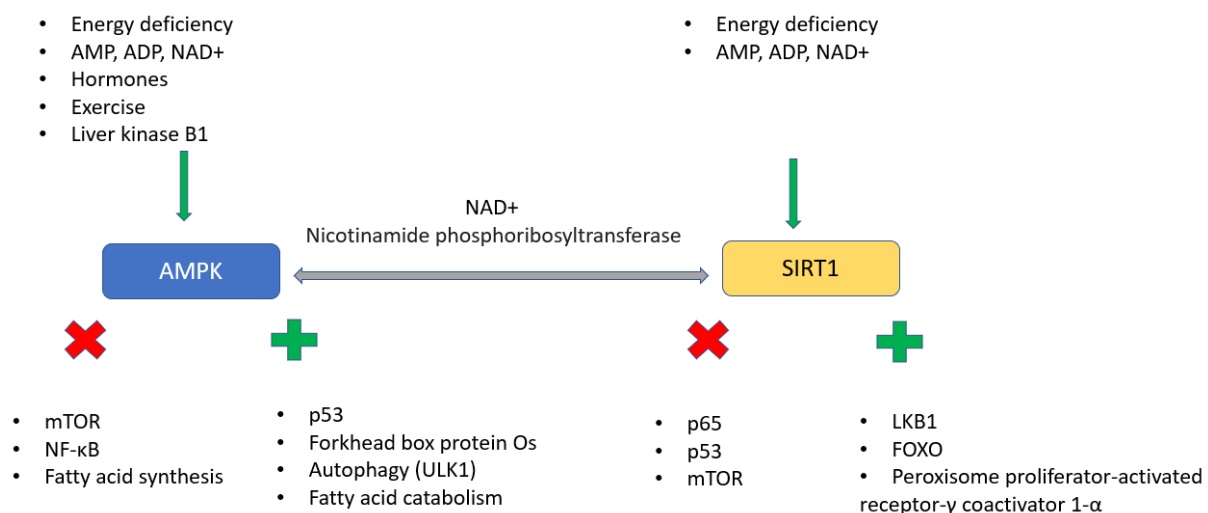 • Energy deficiency
• AMP, ADP, NAD+
• Hormones
• Exercise
• Liver kinase B1
• Energy deficiency
• AMP, ADP, NAD+
NAD+
Nicotinamide phosphoribosyltransferase
AMPK
SIRT1
• mTOR
• NF-κB
• Fatty acid synthesis
• p53
• Forkhead box protein Os
• Autophagy (ULK1)
• Fatty acid catabolism
• p65
• p53
• mTOR
• LKB1
• FOXO
• Peroxisome proliferator-activated
receptor-γ coactivator 1-α